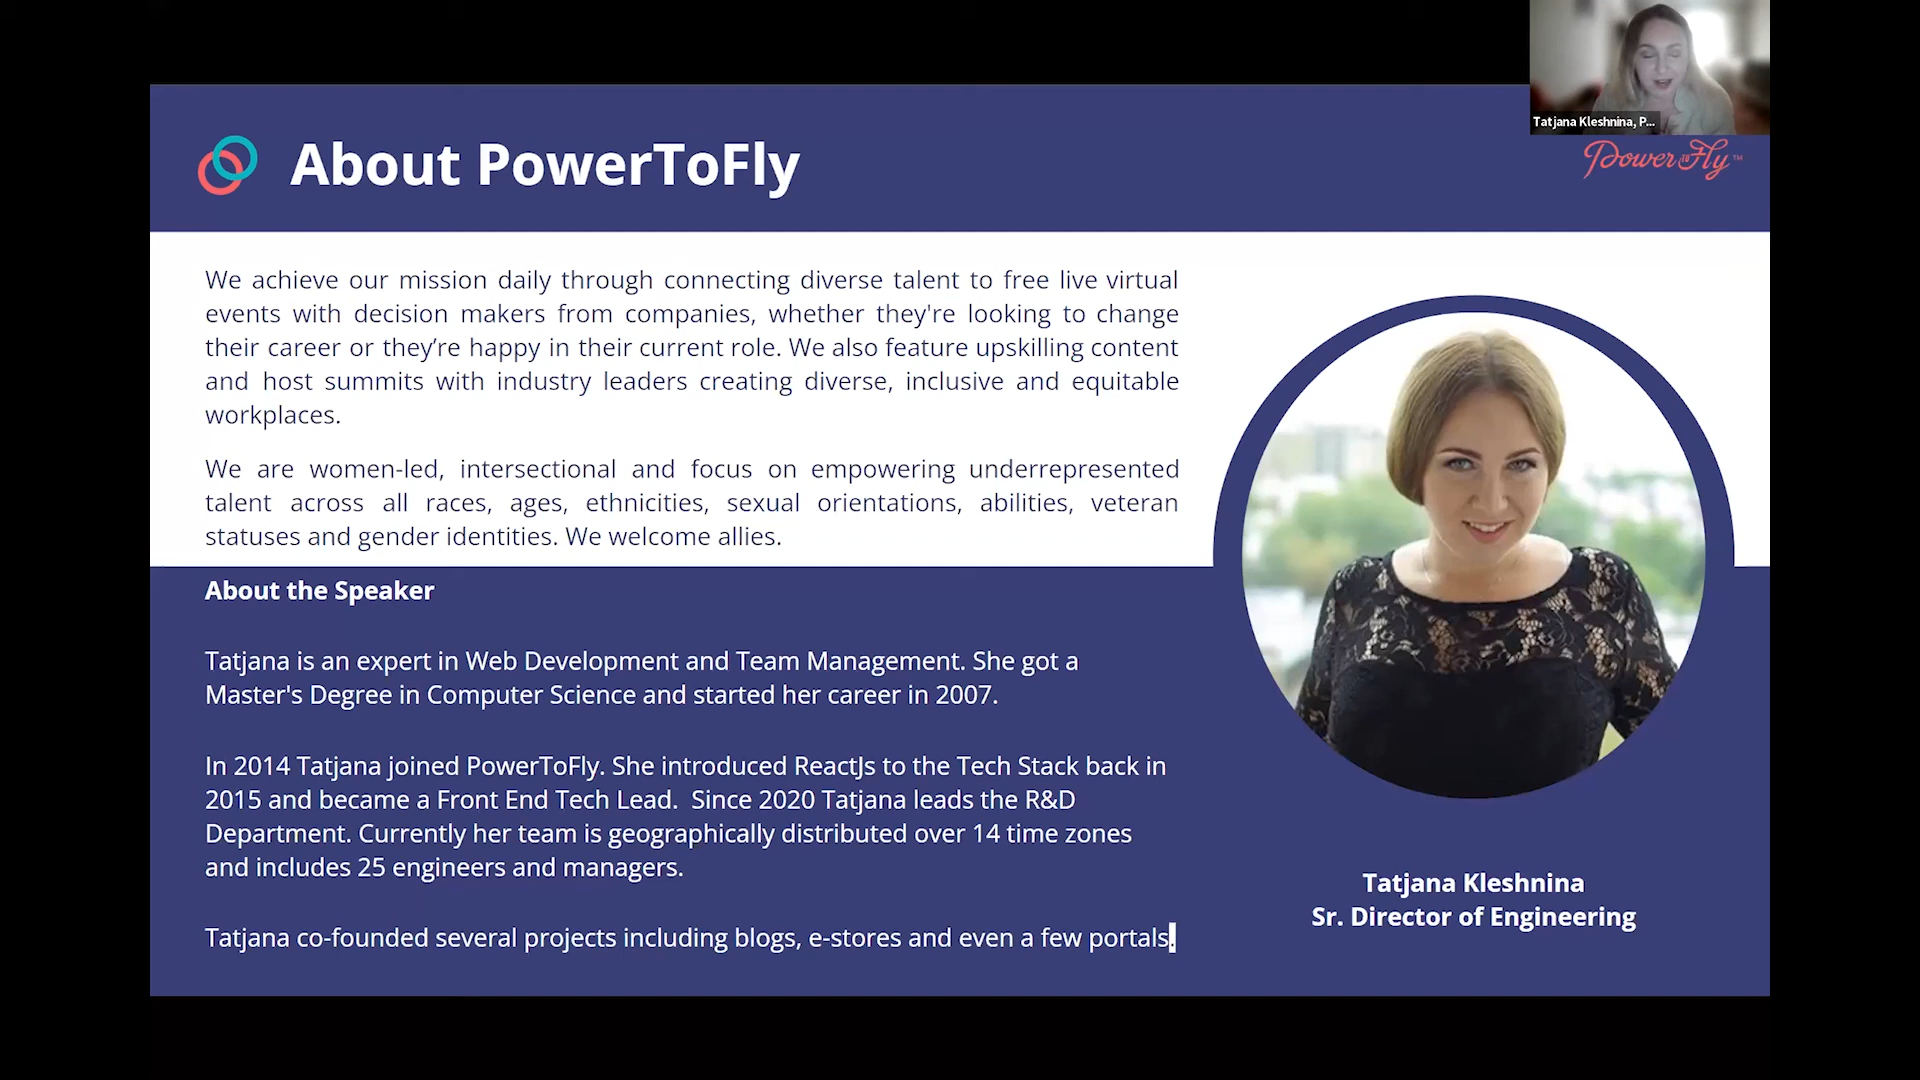 Tatjana Kleshnina, P...
About PowerToFly
PowerToFly™
We achieve our mission daily through connecting diverse talent to free live virtual
events with decision makers from companies, whether they're looking to change
their career or they’re happy in their current role. We also feature upskilling content
and host summits with industry leaders creating diverse, inclusive and equitable
workplaces.
We are women-led, intersectional and focus on empowering underrepresented
talent across all races, ages, ethnicities, sexual orientations, abilities, veteran
statuses and gender identities. We welcome allies.
About the Speaker
Tatjana is an expert in Web Development and Team Management. She got a
Master's Degree in Computer Science and started her career in 2007.
In 2014 Tatjana joined PowerToFly. She introduced ReactJs to the Tech Stack back in
2015 and became a Front End Tech Lead.  Since 2020 Tatjana leads the R&D
Department. Currently her team is geographically distributed over 14 time zones
and includes 25 engineers and managers.
Tatjana co-founded several projects including blogs, e-stores and even a few portals.
Tatjana Kleshnina
Sr. Director of Engineering